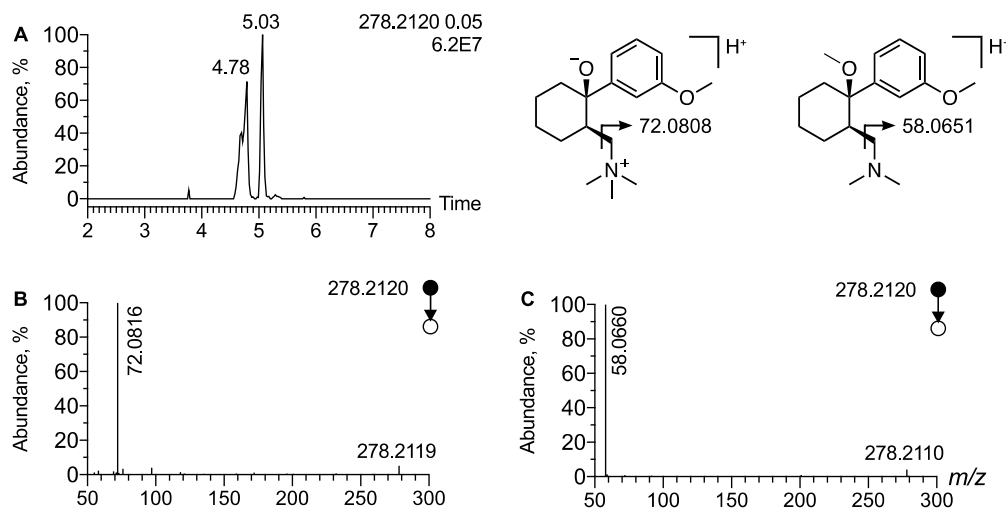 A
278.2120 0.05
6.2E7
5.03
4.78
Abundance, %
100
80
60
40
20
0
2 3 4 5 6 7 8
Time
H+
−O
O
72.0808
N+
H+
O
O
58.0651
N
B
278.2120
Abundance, %
100
80
60
40
20
0
72.0816
278.2119
50 100 150 200 250 300
C
278.2120
Abundance, %
100
80
60
40
20
0
58.0660
278.2110
50 100 150 200 250 300
m/z